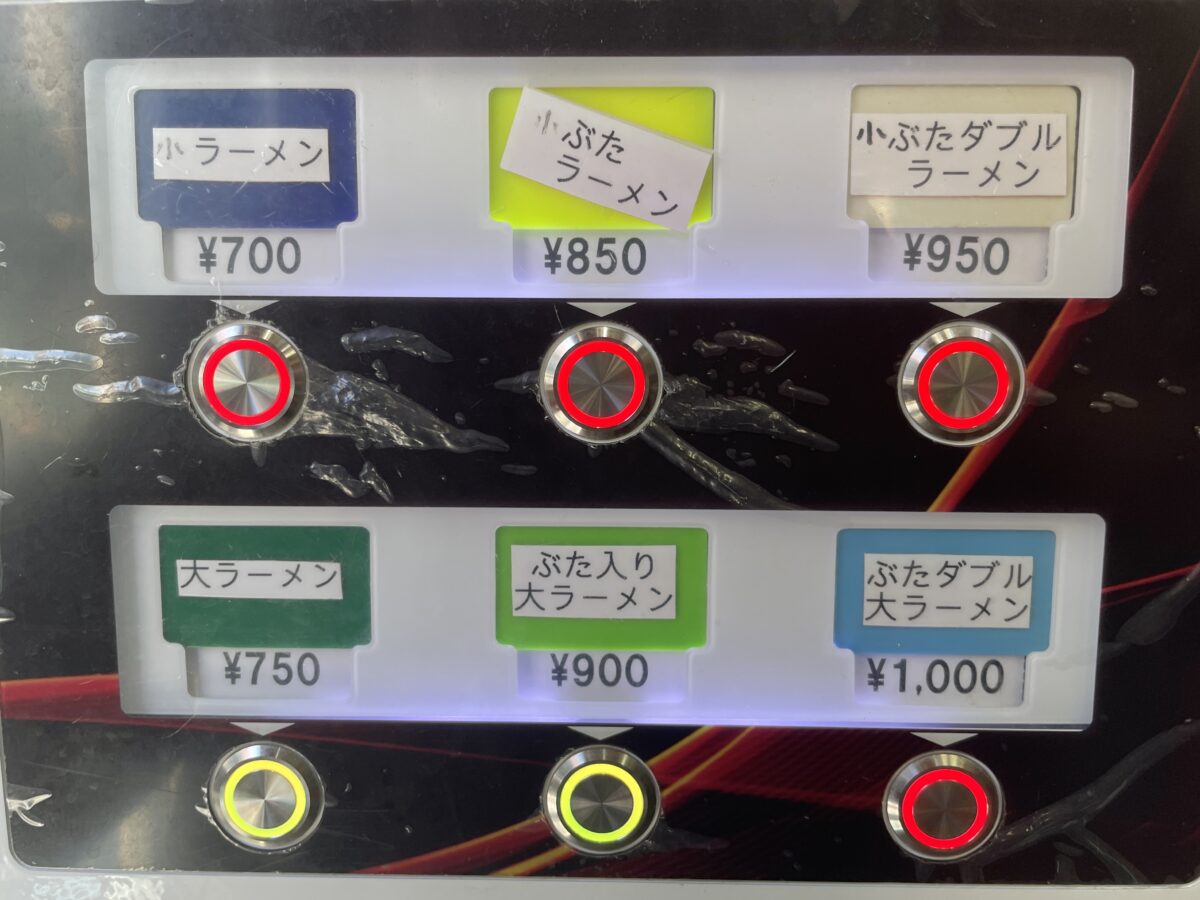 小 ラーメン
¥700
小ぶた
ラーメン
¥850
小ぶたダブル
ラーメン
¥950
大ラーメン
¥750
ぶた入り
大ラーメン
¥900
ぶたダブル
大ラーメン
¥1,000